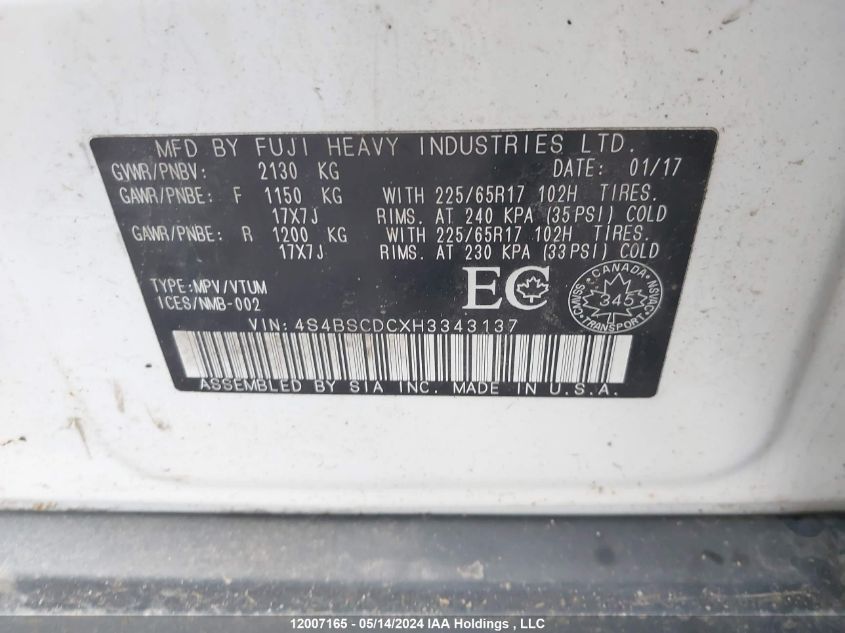 MFD BY FUJI HEAVY INDUSTRIES LTD.
GVWR/PNBV: 2130 KG DATE: 01/17
GAWR/PNBE: F 1150 KG WITH 225/65R17 102H TIRES.
17X7J RIMS. AT 240 KPA (35PSI) COLD
GAWR/PNBE: R 1200 KG WITH 225/65R17 102H TIRES.
17X7J RIMS. AT 230 KPA (33PSI) COLD
TYPE:MPV/VTUM
ICES/NMB-002
EC
CANADA
CMVSS 345 NSVAC
TRANSPORT
VIN: 4S4BSCDCXH3343137
ASSEMBLED BY SIA INC. MADE IN U.S.A.
12007165 - 05/14/2024 IAA Holdings , LLC